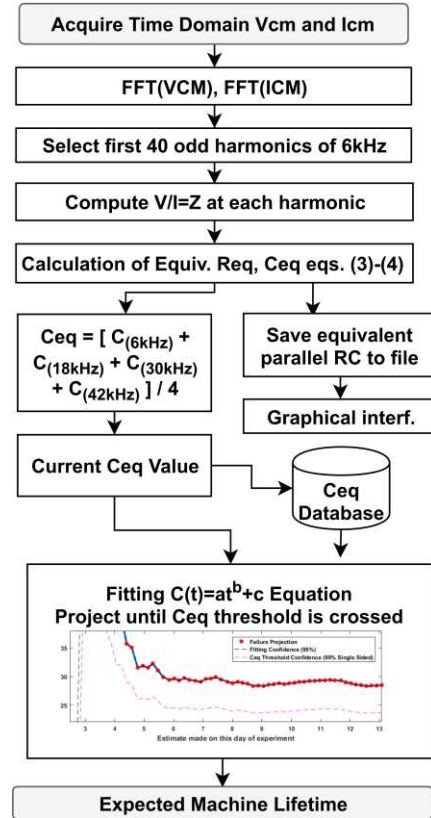 Acquire Time Domain Vcm and Icm
FFT(VCM), FFT(ICM)
Select first 40 odd harmonics of 6kHz
Compute V/I=Z at each harmonic
Calculation of Equiv. Req, Ceq eqs. (3)-(4)
Ceq = [ C(6kHz) +
C(18kHz) + C(30kHz)
+ C(42kHz) ] / 4
Save equivalent
parallel RC to file
Graphical interf.
Current Ceq Value
Ceq
Database
Fitting C(t)=at^b+c Equation
Project until Ceq threshold is crossed
Failure Projection
Fitting Confidence (95%)
Ceq Threshold Confidence (90% Single Sided)
35
30
25
3 4 5 6 7 8 9 10 11 12 13
Estimate made on this day of experiment
Expected Machine Lifetime